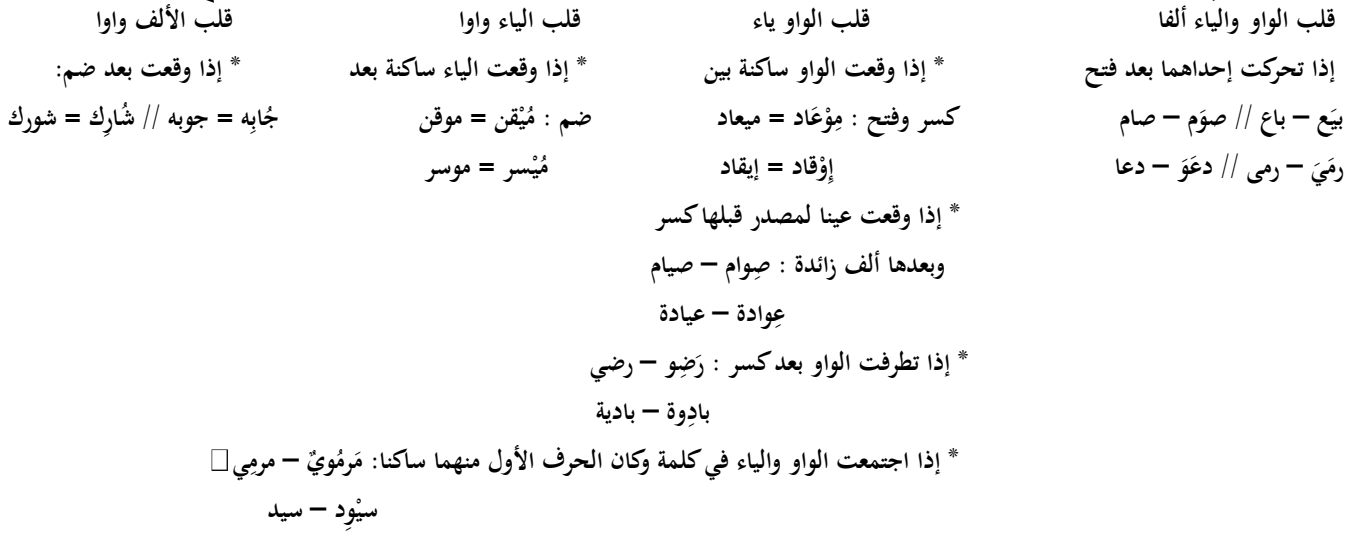 قلب الواو والياء ألفا قلب الواو ياء قلب الياء واوا قلب الألف واوا
إذا تحركت إحداهما بعد فتح * إذا وقعت الواو ساكنة بين * إذا وقعت الياء ساكنة بعد * إذا وقعت بعد ضم:
بيَع – باع // صوَم – صام كسر وفتح : مِوْعَاد = ميعاد ضم : مُيْقن = موقن جُابِه = جوبه // شُارِك = شورك
رمَيَ – رمى // دعَوَ – دعا إِوْقاد = إيقاد مُيْسر = موسر
* إذا وقعت عينا لمصدر قبلها كسر
وبعدها ألف زائدة : صِوام – صيام
عِوادة – عيادة
* إذا تطرفت الواو بعد كسر : رَضِو – رضي
بادِوة – بادية
* إذا اجتمعت الواو والياء في كلمة وكان الحرف الأول منهما ساكنا: مَرمُويٌ – مرمِي
سيْوِد – سيد